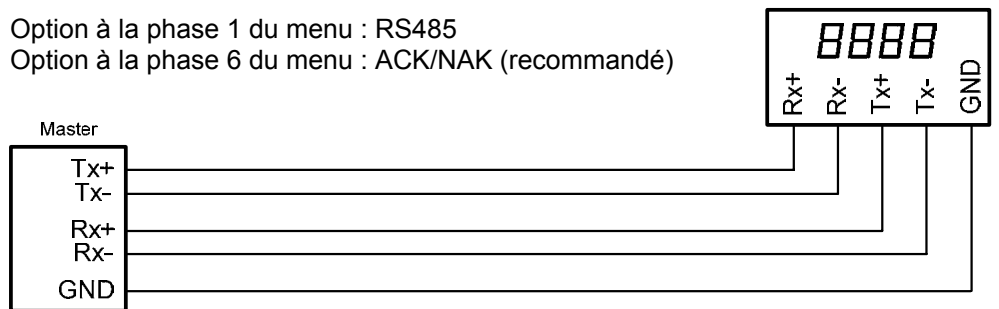 Option à la phase 1 du menu : RS485
Option à la phase 6 du menu : ACK/NAK (recommandé)
8888
Rx+
Rx-
Tx+
Tx-
GND
Master
Tx+
Tx-
Rx+
Rx-
GND